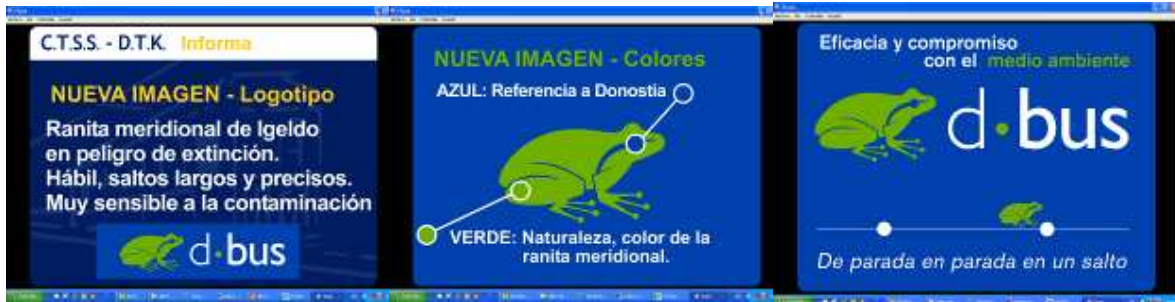 C.T.S.S. - D.T.K. Informa
NUEVA IMAGEN - Logotipo
Ranita meridional de Igeldo
en peligro de extinción.
Hábil, saltos largos y precisos.
Muy sensible a la contaminación
d·bus
NUEVA IMAGEN - Colores
AZUL: Referencia a Donostia
VERDE: Naturaleza, color de la
ranita meridional.
Eficacia y compromiso
con el medio ambiente
d·bus
De parada en parada en un salto